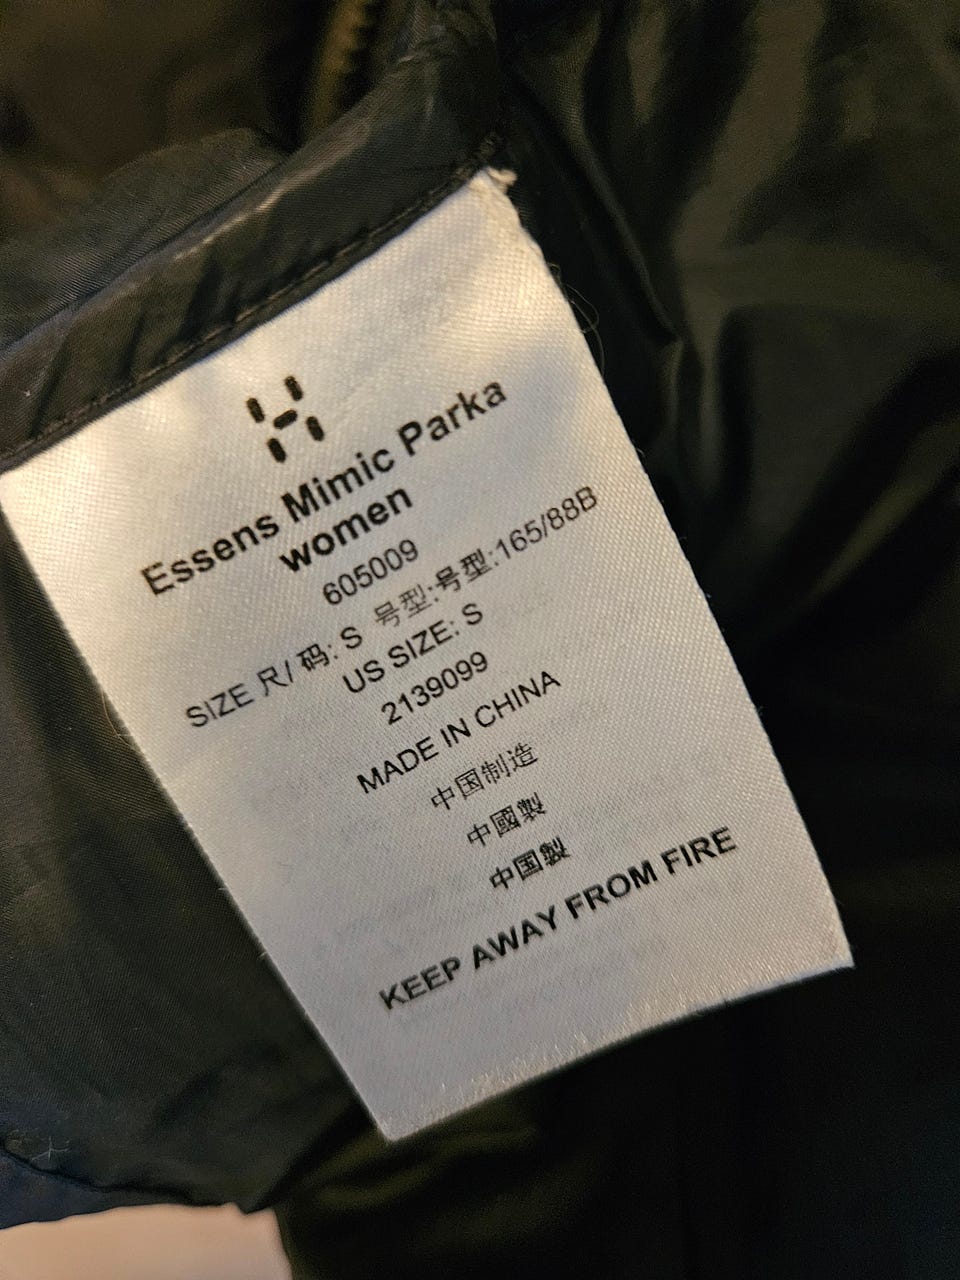 Essens Mimic Parka
women
605009
SIZE 尺/ 码: S 号型:号型:165/88B
US SIZE: S
2139099
MADE IN CHINA
中国制造
中國製
中国製
KEEP AWAY FROM FIRE